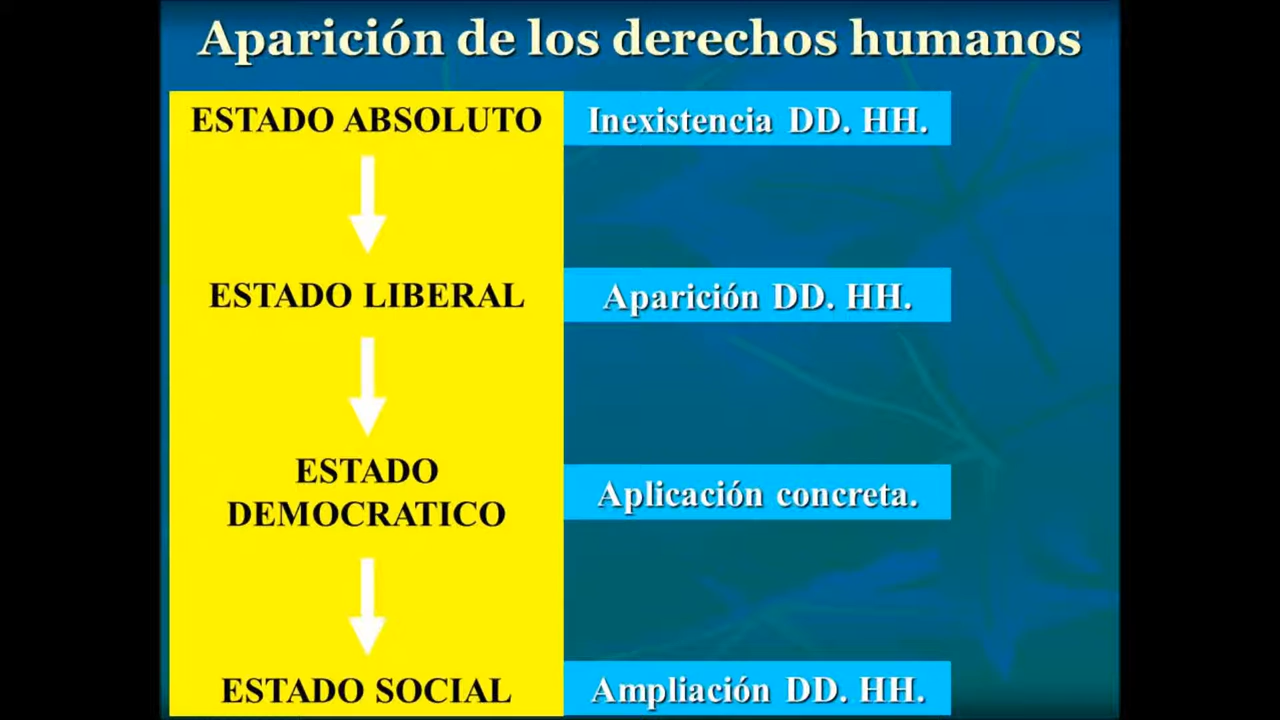 Aparición de los derechos humanos
ESTADO ABSOLUTO
Inexistencia DD. HH.
ESTADO LIBERAL
Aparición DD. HH.
ESTADO
DEMOCRATICO
Aplicación concreta.
ESTADO SOCIAL
Ampliación DD. HH.